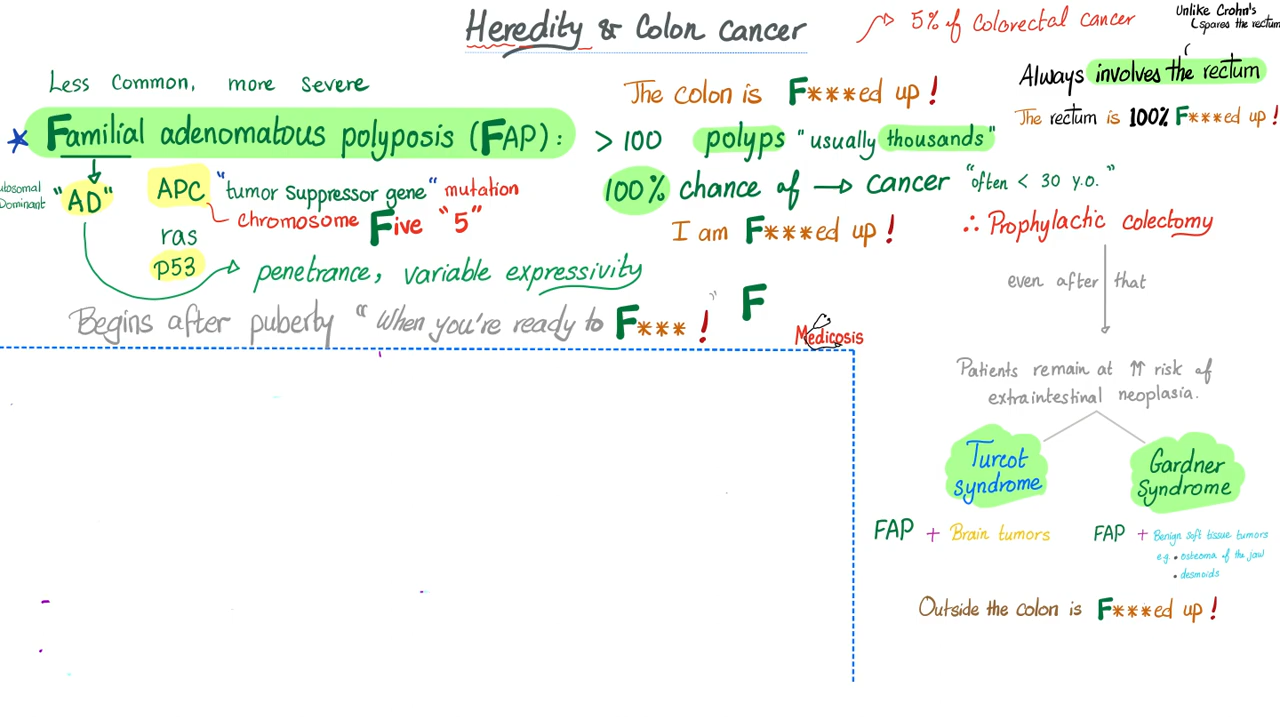 Heredity & Colon cancer
5% of Colorectal cancer
Unlike Crohn's
spares the rectum
Less Common, more Severe
The colon is F***ed up !
Always involves the rectum
The rectum is 100% F***ed up !
Familial adenomatous polyposis (FAP) :
> 100 polyps "usually thousands"
utosomal
Dominant
"AD"
APC "tumor suppressor gene" mutation
chromosome Five "5"
100% chance of → cancer "often < 30 y.o."
ras
I am F***ed up !
∴ Prophylactic colectomy
P53
penetrance, variable expressivity
even after that
Begins after puberty "When you're ready to F*** ! "
F
Medicosis
Patients remain at ⇈ risk of
extraintestinal neoplasia.
Turcot
syndrome
Gardner
Syndrome
FAP + Brain tumors
FAP + Benign soft tissue tumors
e.g. • osteoma of the jaw
• desmoids
Outside the colon is F***ed up !